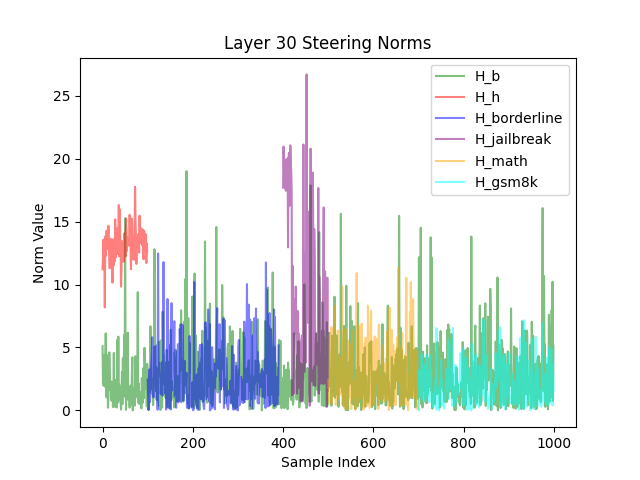 Layer 30 Steering Norms
H_b
H_h
H_borderline
H_jailbreak
H_math
H_gsm8k
Norm Value
25
20
15
10
5
0
0
200
400
600
800
1000
Sample Index